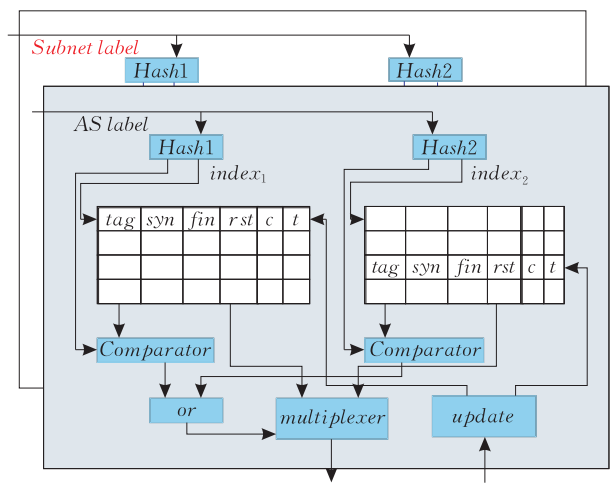 Subnet label
Hash1 Hash2
AS label
Hash1 Hash2
index1 index2
tag syn fin rst c t
tag syn fin rst c t
Comparator Comparator
or multiplexer update